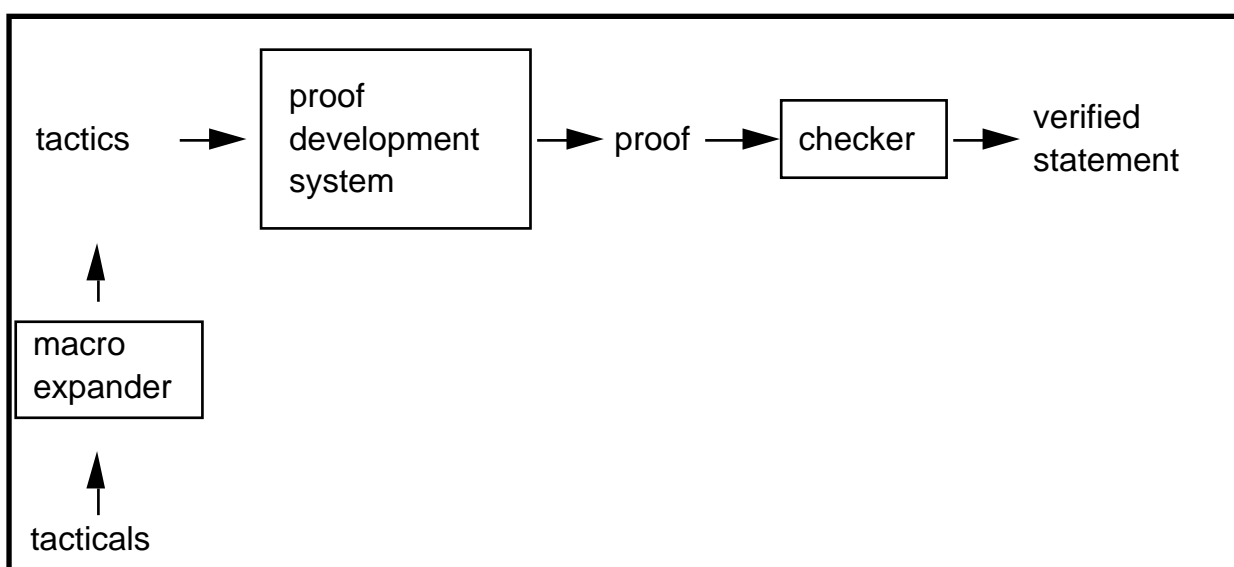 tactics
proof
development
system
proof
checker
verified
statement
macro
expander
tacticals